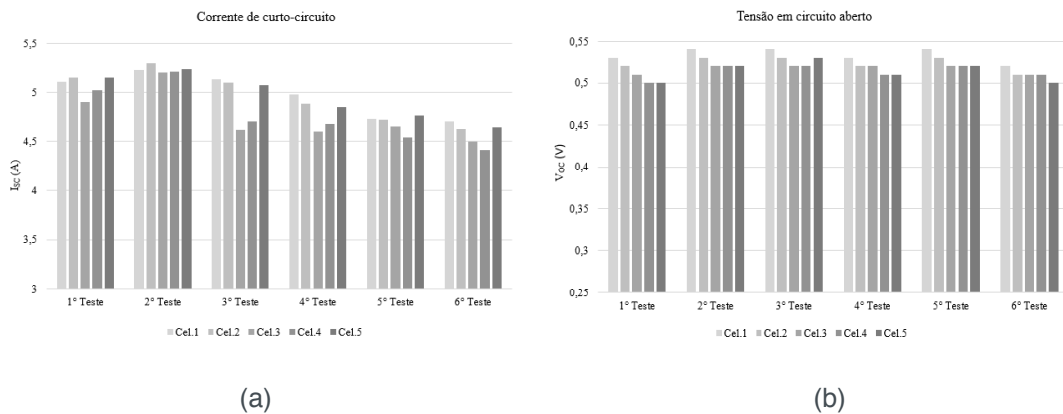 Corrente de curto-circuito
5,5
5
4,5
4
3,5
3
I_SC (A)
1° Teste 2° Teste 3° Teste 4° Teste 5° Teste 6° Teste
Cel.1 Cel.2 Cel.3 Cel.4 Cel.5
(a)
Tensão em circuito aberto
0,55
0,5
0,45
0,4
0,35
0,3
0,25
V_OC (V)
1° Teste 2° Teste 3° Teste 4° Teste 5° Teste 6° Teste
Cel.1 Cel.2 Cel.3 Cel.4 Cel.5
(b)